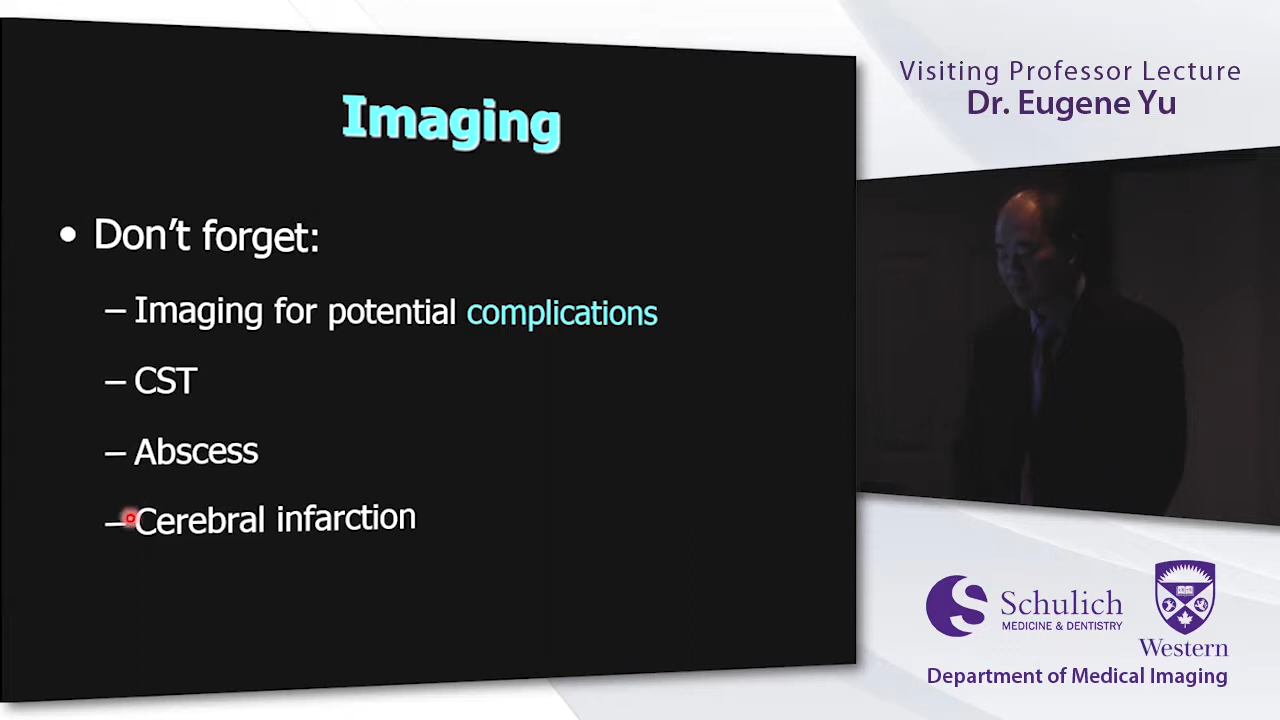 Imaging
• Don't forget:
– Imaging for potential complications
– CST
– Abscess
– Cerebral infarction
Visiting Professor Lecture
Dr. Eugene Yu
Schulich
MEDICINE & DENTISTRY
Western
Department of Medical Imaging